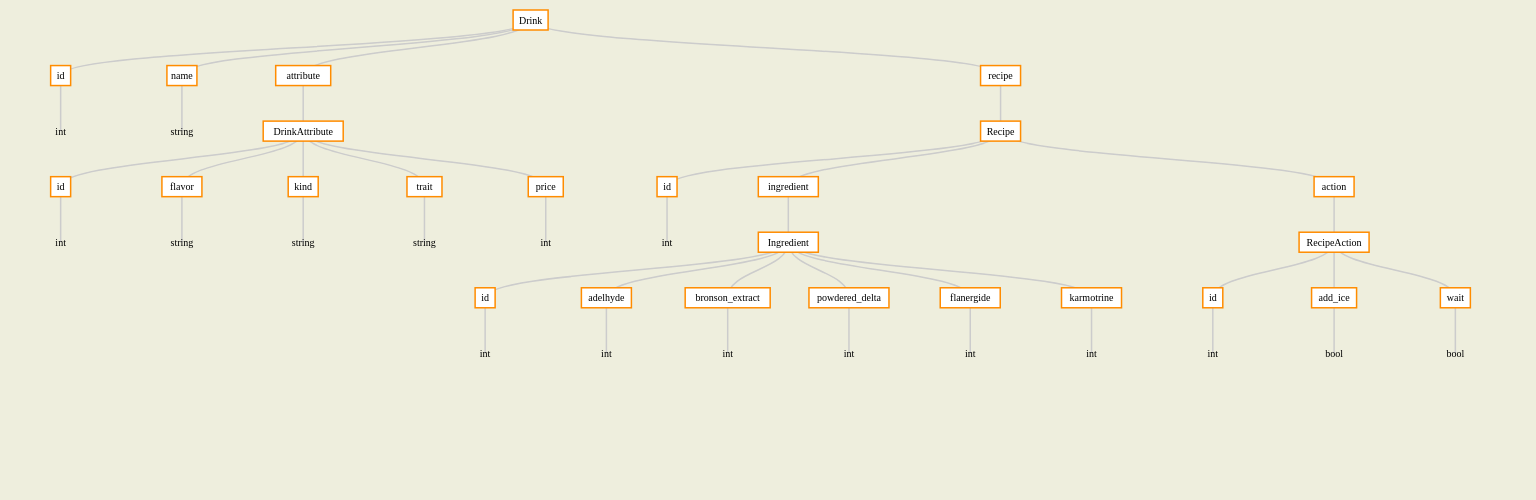 Drink
id name attribute recipe
int string DrinkAttribute Recipe
id flavor kind trait price id ingredient action
int string string string int int Ingredient RecipeAction
id adelhyde bronson_extract powdered_delta flanergide karmotrine id add_ice wait
int int int int int int int bool bool